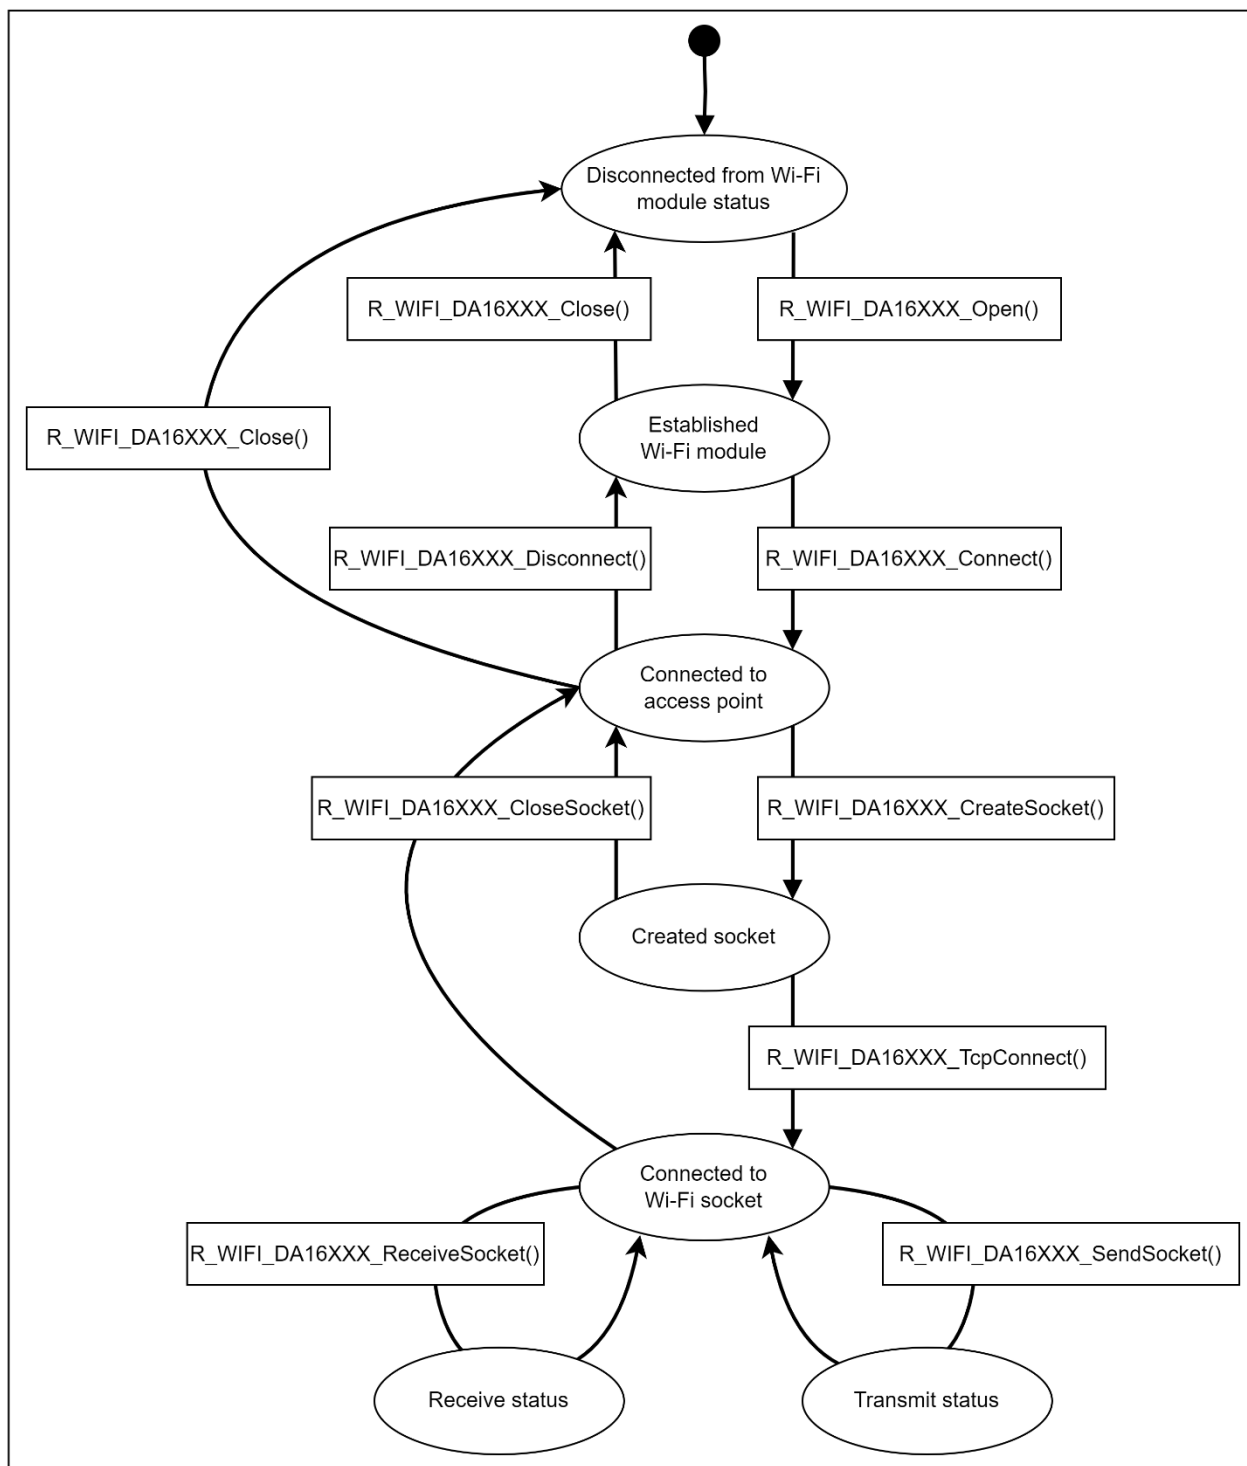 Disconnected from Wi-Fi
module status
R_WIFI_DA16XXX_Close()
R_WIFI_DA16XXX_Open()
R_WIFI_DA16XXX_Close()
Established
Wi-Fi module
R_WIFI_DA16XXX_Disconnect()
R_WIFI_DA16XXX_Connect()
Connected to
access point
R_WIFI_DA16XXX_CloseSocket()
R_WIFI_DA16XXX_CreateSocket()
Created socket
R_WIFI_DA16XXX_TcpConnect()
Connected to
Wi-Fi socket
R_WIFI_DA16XXX_ReceiveSocket()
R_WIFI_DA16XXX_SendSocket()
Receive status
Transmit status